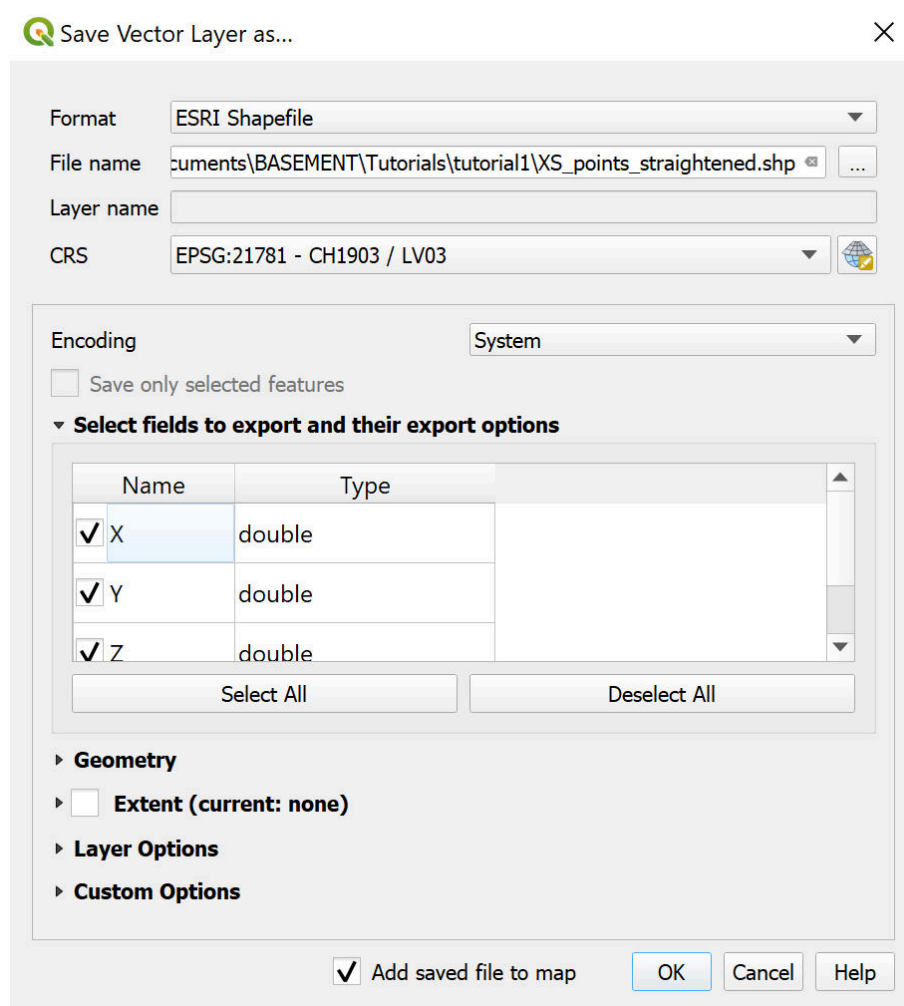 Save Vector Layer as...
Format ESRI Shapefile
File name cuments\BASEMENT\Tutorials\tutorial1\XS_points_straightened.shp ...
Layer name
CRS EPSG:21781 - CH1903 / LV03
Encoding System
Save only selected features
Select fields to export and their export options
Name Type
X double
Y double
Z double
Select All Deselect All
Geometry
Extent (current: none)
Layer Options
Custom Options
Add saved file to map OK Cancel Help